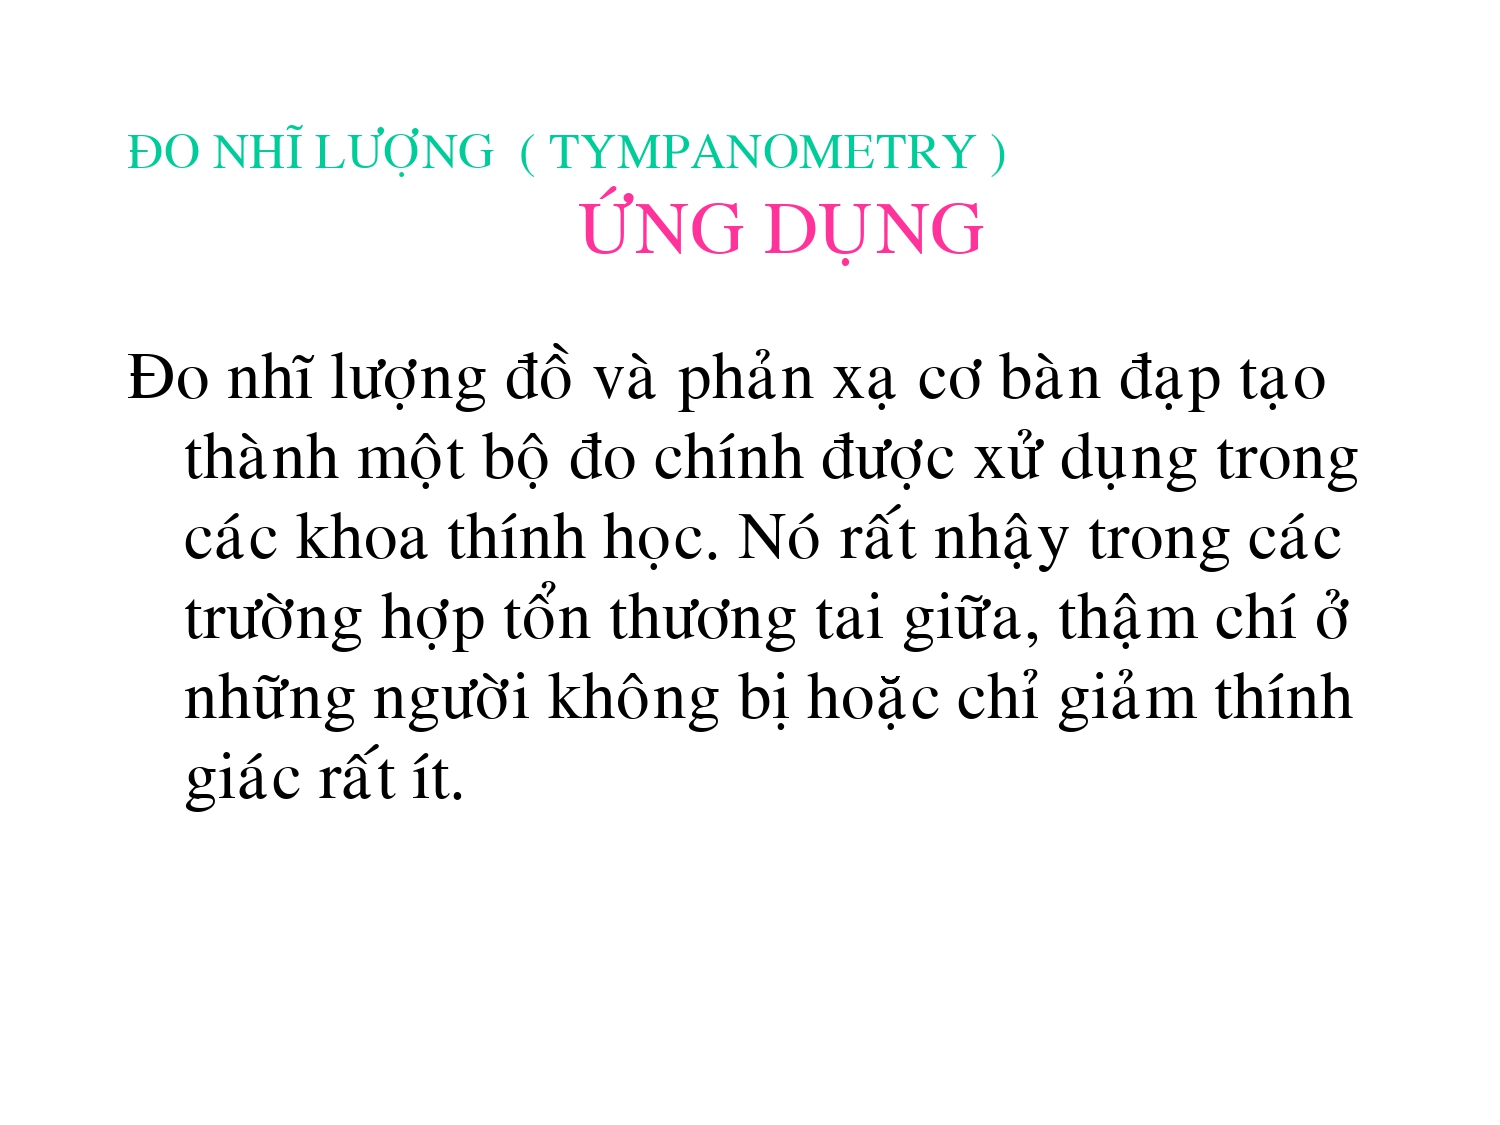 ĐO NHĨ LƯỢNG ( TYMPANOMETRY )
ỨNG DỤNG
Đo nhĩ lượng đồ và phản xạ cơ bàn đạp tạo
thành một bộ đo chính được xử dụng trong
các khoa thính học. Nó rất nhậy trong các
trường hợp tổn thương tai giữa, thậm chí ở
những người không bị hoặc chỉ giảm thính
giác rất ít.